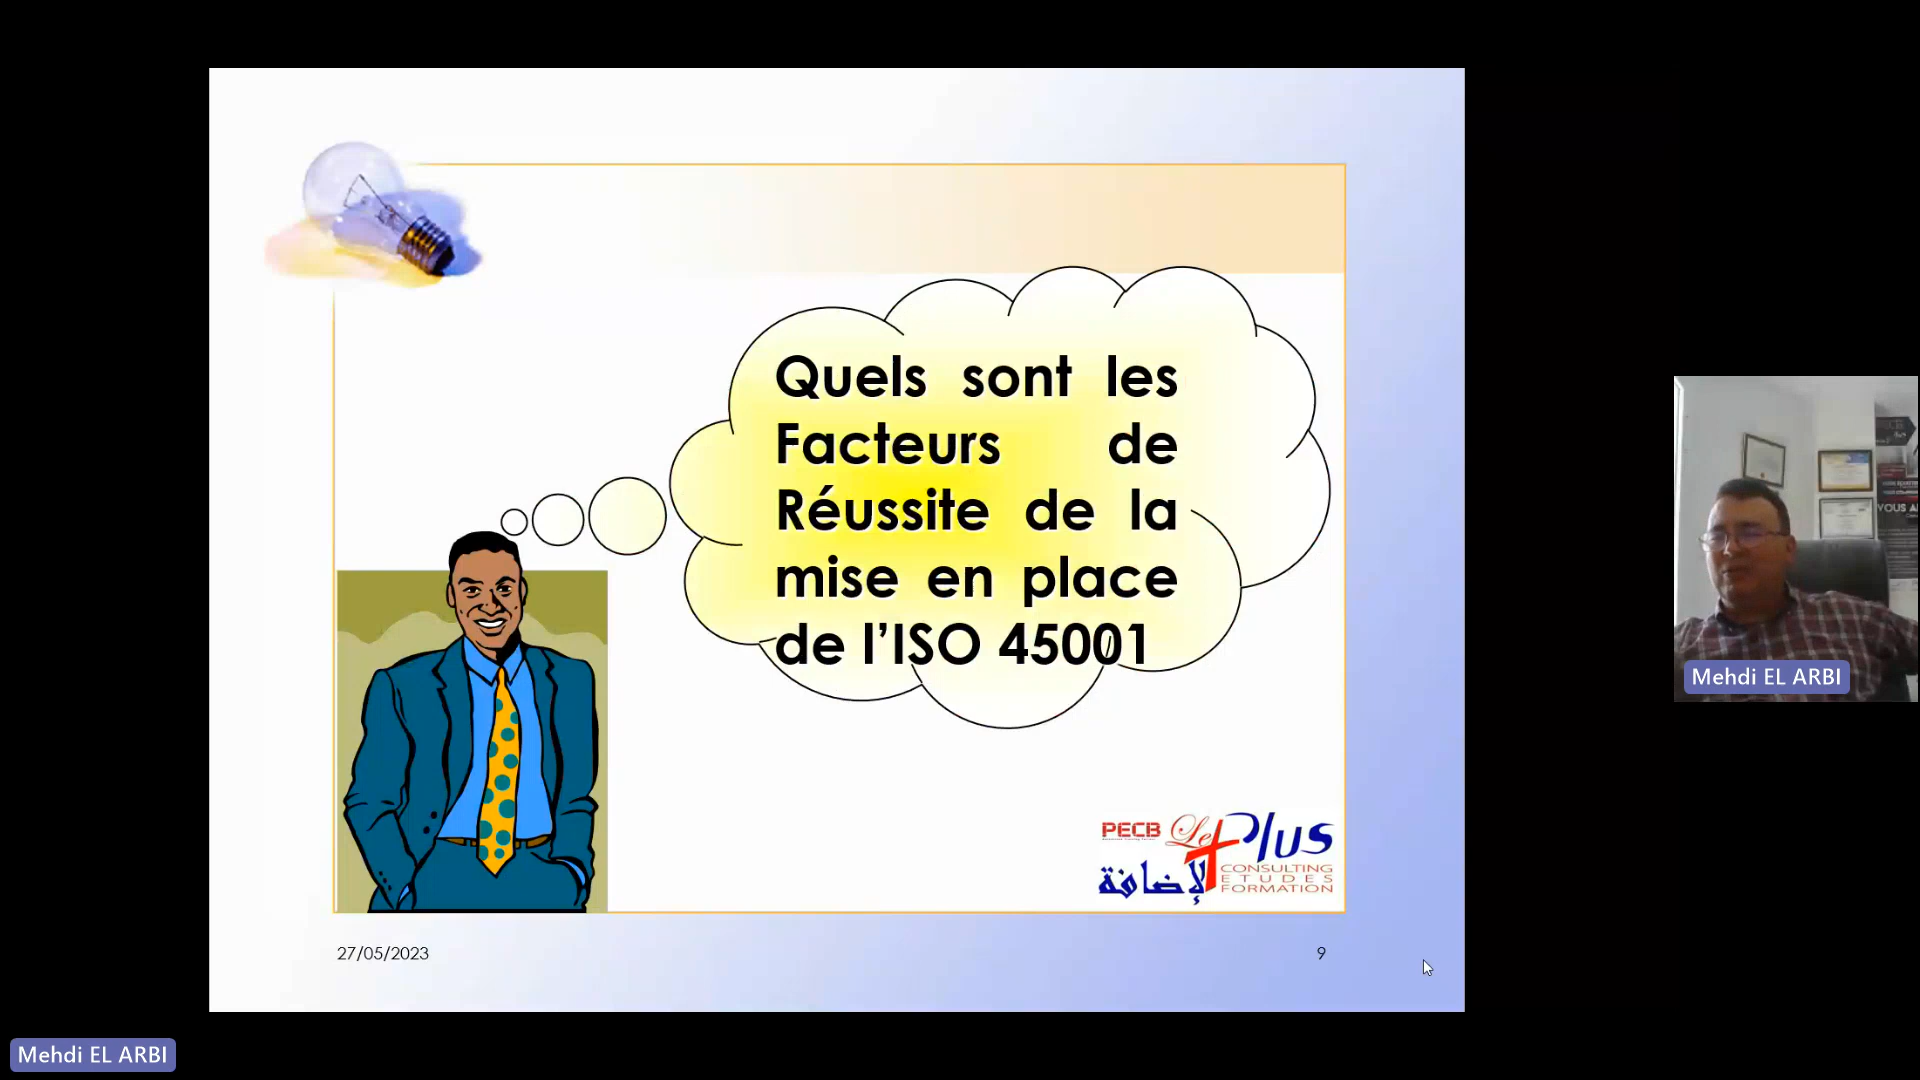 Quels sont les
Facteurs de
Réussite de la
mise en place
de l’ISO 45001
PECB Le Plus
الإضافة
CONSULTING
ETUDES
FORMATION
27/05/2023
9
VOUS A
Mehdi EL ARBI
Mehdi EL ARBI